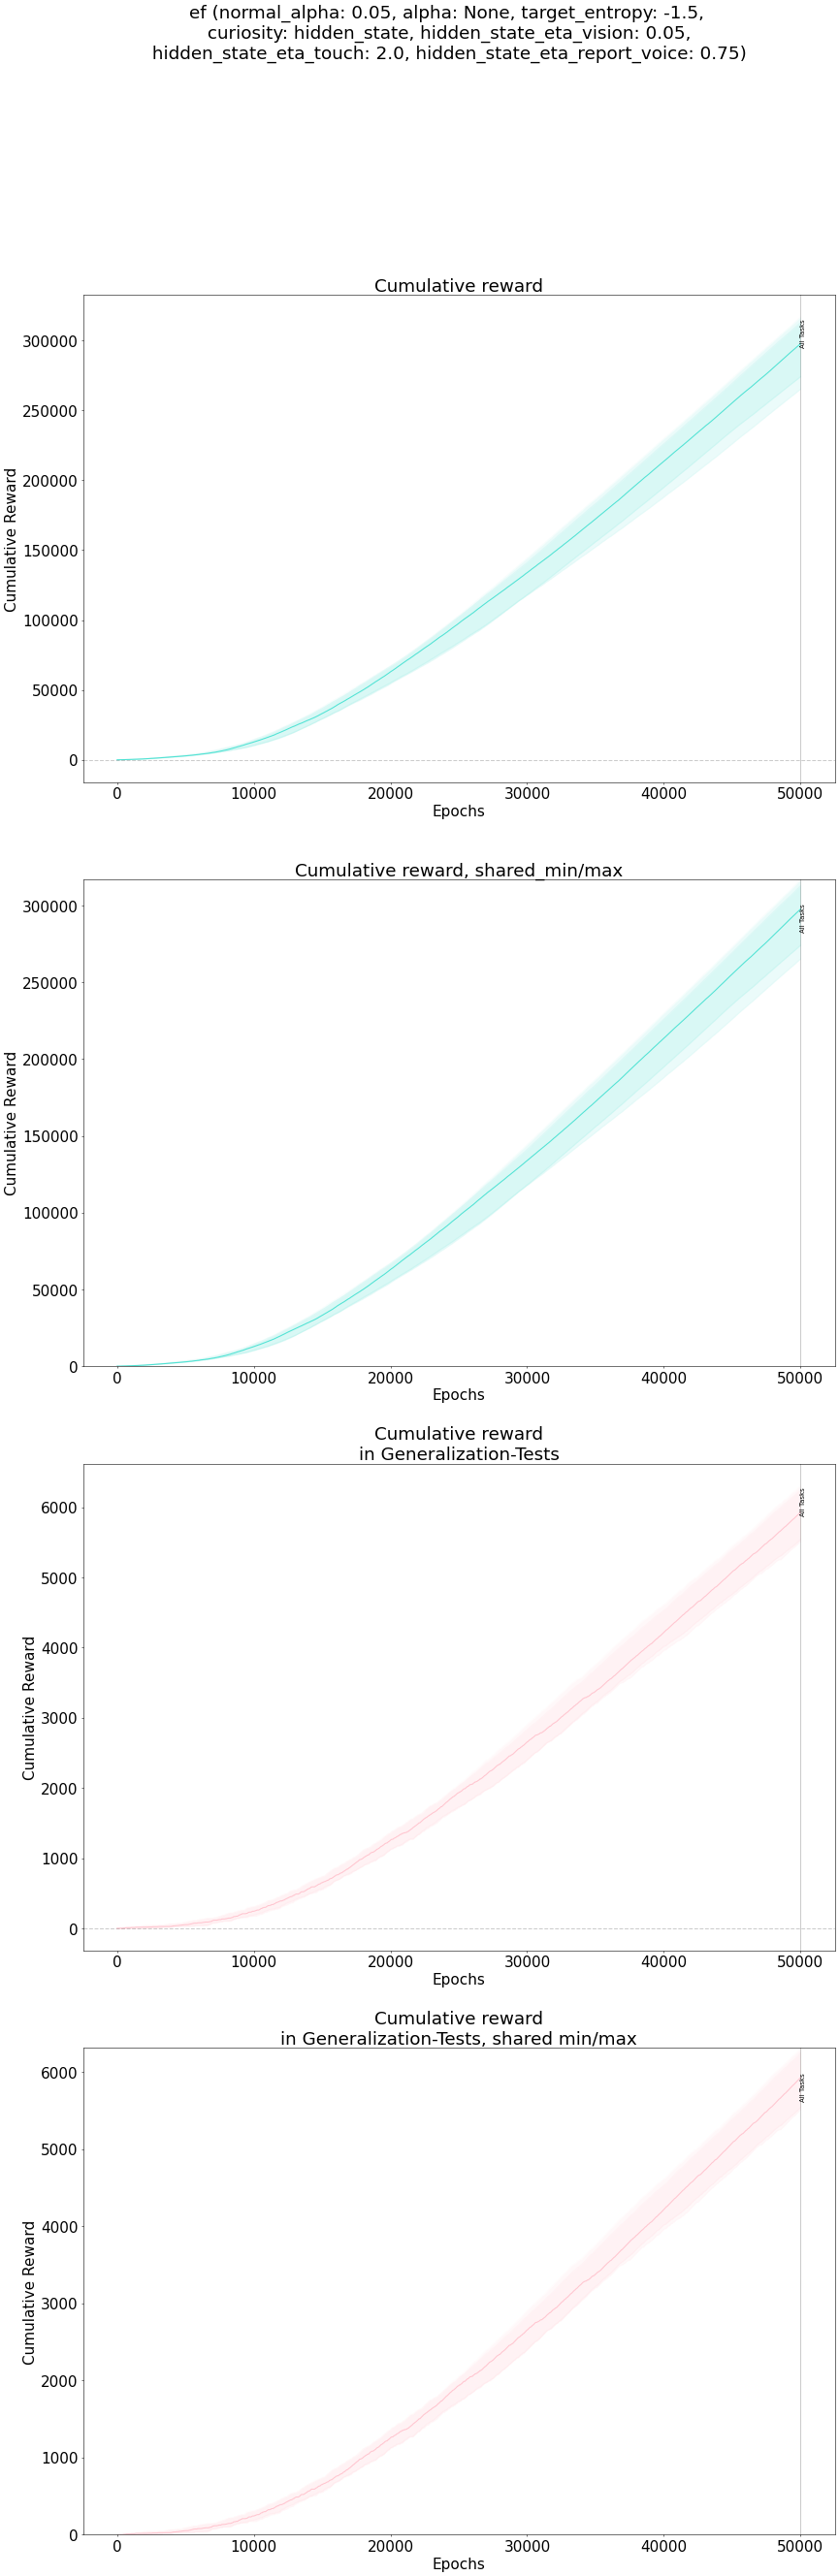 ef (normal_alpha: 0.05, alpha: None, target_entropy: -1.5,
curiosity: hidden_state, hidden_state_eta_vision: 0.05,
hidden_state_eta_touch: 2.0, hidden_state_eta_report_voice: 0.75)
Cumulative reward
300000
250000
200000
150000
100000
50000
0
Cumulative Reward
All Tasks
0 10000 20000 30000 40000 50000
Epochs
Cumulative reward, shared_min/max
300000
250000
200000
150000
100000
50000
0
Cumulative Reward
All Tasks
0 10000 20000 30000 40000 50000
Epochs
Cumulative reward
in Generalization-Tests
6000
5000
4000
3000
2000
1000
0
Cumulative Reward
All Tasks
0 10000 20000 30000 40000 50000
Epochs
Cumulative reward
in Generalization-Tests, shared min/max
6000
5000
4000
3000
2000
1000
0
Cumulative Reward
All Tasks
0 10000 20000 30000 40000 50000
Epochs